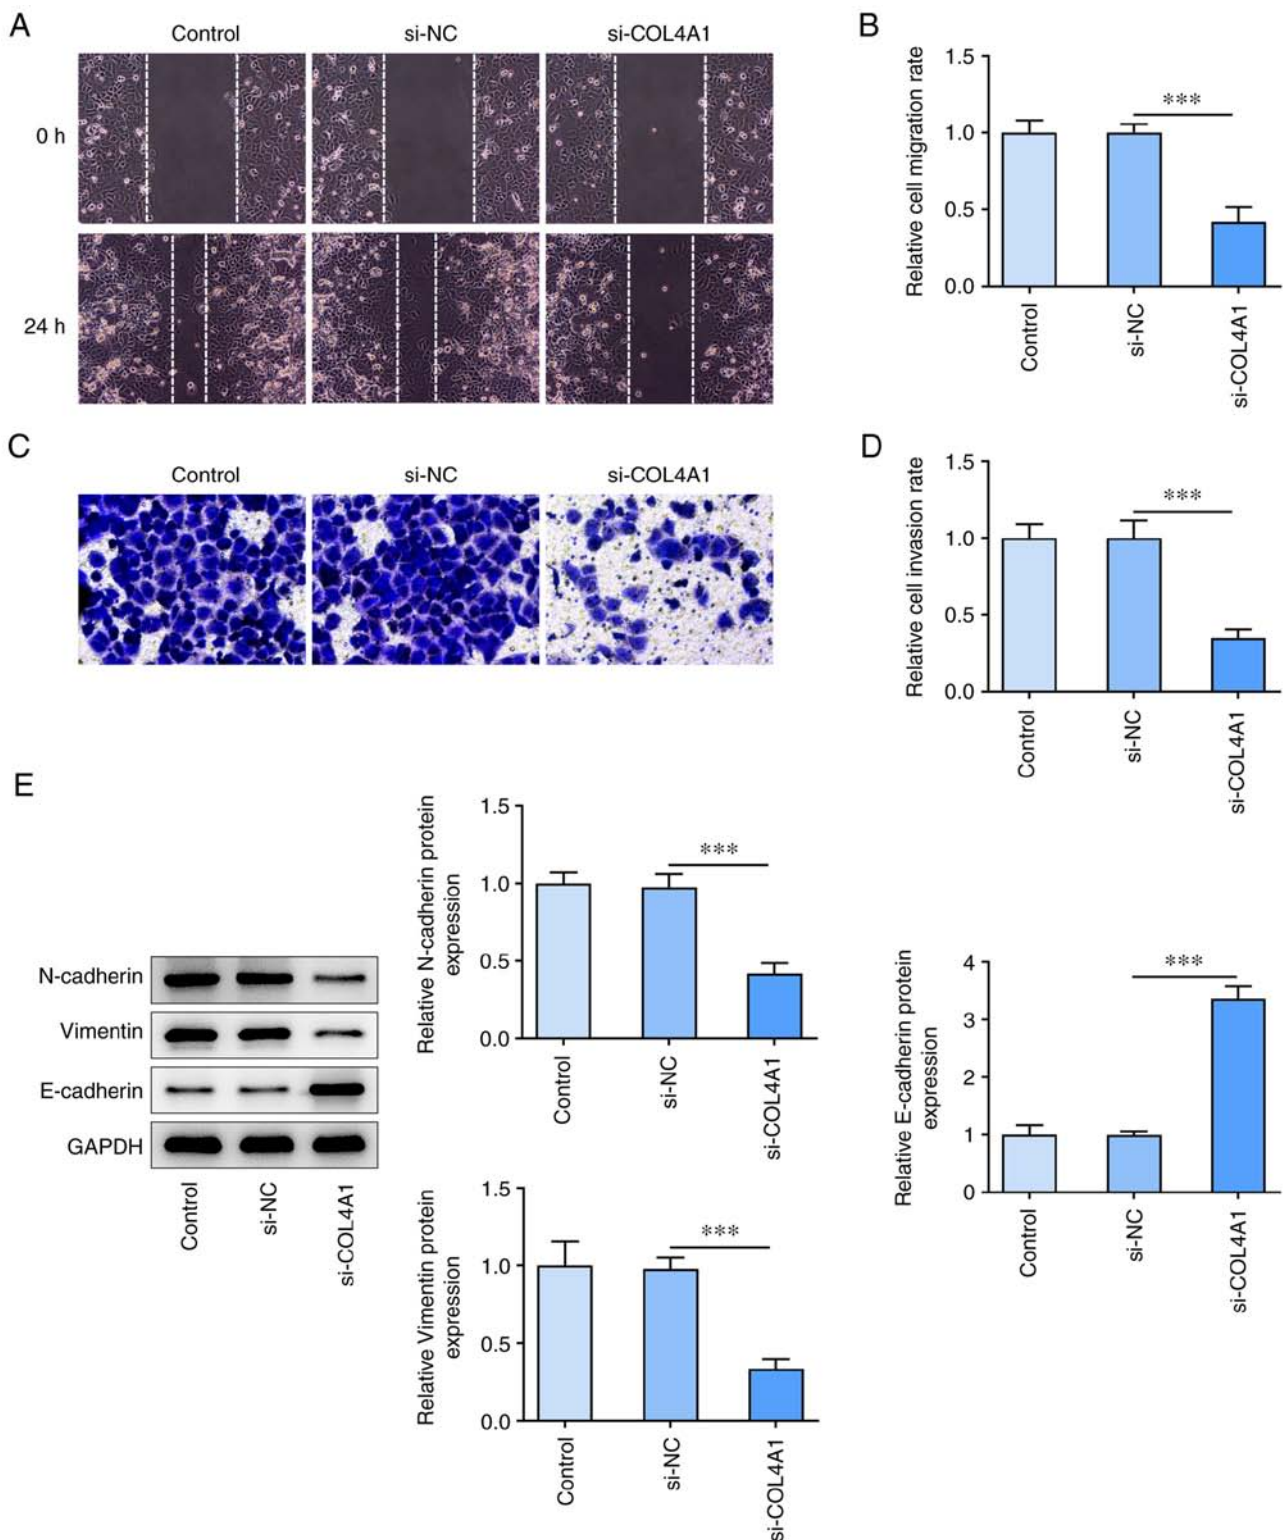 A
Control
si-NC
si-COL4A1
0 h
24 h
B
Relative cell migration rate
1.5
1.0
0.5
0.0
***
Control
si-NC
si-COL4A1
C
Control
si-NC
si-COL4A1
D
Relative cell invasion rate
1.5
1.0
0.5
0.0
***
Control
si-NC
si-COL4A1
E
N-cadherin
Vimentin
E-cadherin
GAPDH
Control
si-NC
si-COL4A1
Relative N-cadherin protein
expression
1.5
1.0
0.5
0.0
***
Control
si-NC
si-COL4A1
Relative Vimentin protein
expression
1.5
1.0
0.5
0.0
***
Control
si-NC
si-COL4A1
Relative E-cadherin protein
expression
4
3
2
1
0
***
Control
si-NC
si-COL4A1